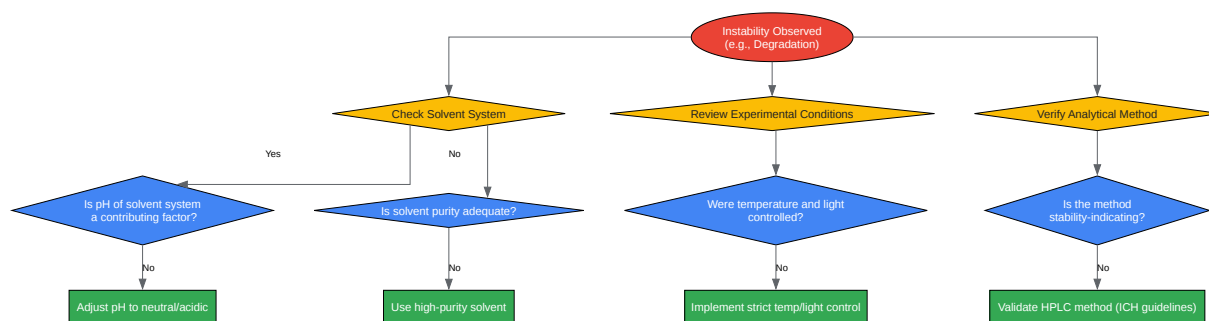 Instability Observed
(e.g., Degradation)
Check Solvent System
Review Experimental Conditions
Verify Analytical Method
Yes
No
Is pH of solvent system
a contributing factor?
Is solvent purity adequate?
Were temperature and light
controlled?
Is the method
stability-indicating?
No
No
No
No
Adjust pH to neutral/acidic
Use high-purity solvent
Implement strict temp/light control
Validate HPLC method (ICH guidelines)